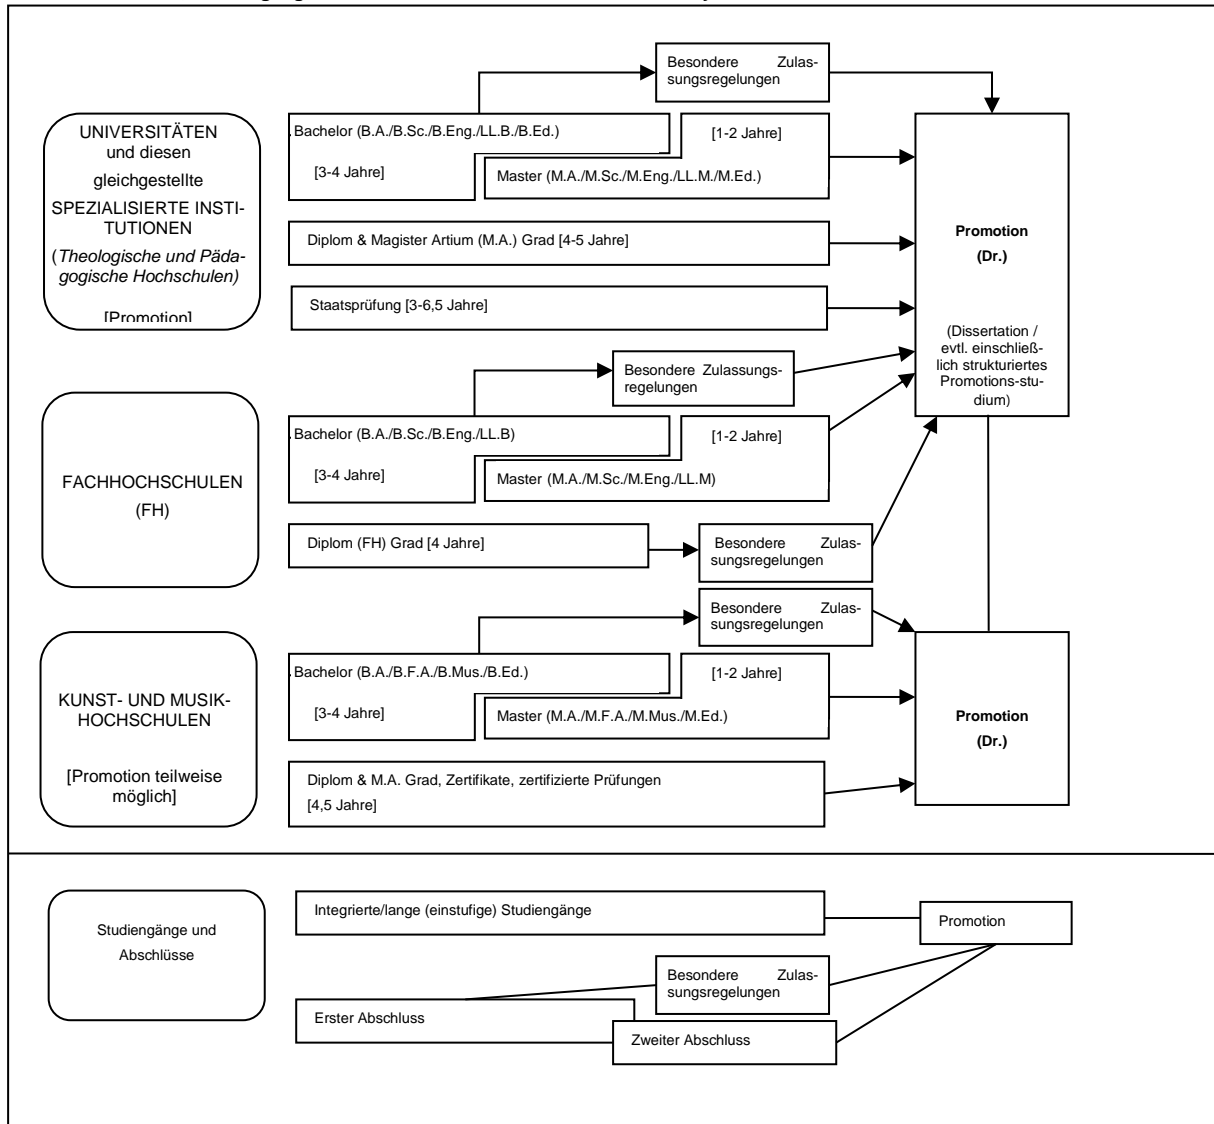 Besondere Zulas-
sungsregelungen
UNIVERSITÄTEN
und diesen
gleichgestellte
SPEZIALISIERTE INSTI-
TUTIONEN
(Theologische und Päda-
gogische Hochschulen)
[Promotion]
Bachelor (B.A./B.Sc./B.Eng./LL.B./B.Ed.)
[3-4 Jahre]
[1-2 Jahre]
Master (M.A./M.Sc./M.Eng./LL.M./M.Ed.)
Diplom & Magister Artium (M.A.) Grad [4-5 Jahre]
Staatsprüfung [3-6,5 Jahre]
Promotion
(Dr.)
(Dissertation /
evtl. einschließ-
lich strukturiertes
Promotions-stu-
dium)
Besondere Zulassungs-
regelungen
FACHHOCHSCHULEN
(FH)
Bachelor (B.A./B.Sc./B.Eng./LL.B)
[3-4 Jahre]
[1-2 Jahre]
Master (M.A./M.Sc./M.Eng./LL.M)
Diplom (FH) Grad [4 Jahre]
Besondere Zulas-
sungsregelungen
Besondere Zulas-
sungsregelungen
KUNST- UND MUSIK-
HOCHSCHULEN
[Promotion teilweise
möglich]
Bachelor (B.A./B.F.A./B.Mus./B.Ed.)
[3-4 Jahre]
[1-2 Jahre]
Master (M.A./M.F.A./M.Mus./M.Ed.)
Diplom & M.A. Grad, Zertifikate, zertifizierte Prüfungen
[4,5 Jahre]
Promotion
(Dr.)
Studiengänge und
Abschlüsse
Integrierte/lange (einstufige) Studiengänge
Promotion
Besondere Zulas-
sungsregelungen
Erster Abschluss
Zweiter Abschluss